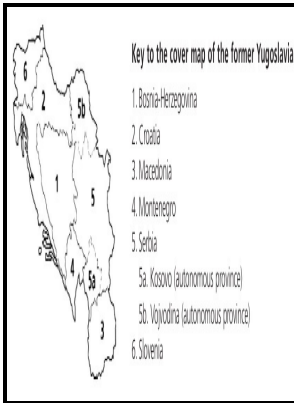 Key to the cover map of the former Yugoslavia
1. Bosnia-Herzegovina
2. Croatia
3. Macedonia
4. Montenegro
5. Serbia
5a. Kosovo (autonomous province)
5b. Vojvodina (autonomous province)
6. Slovenia
6
2
5b
1
5
4
5a
3